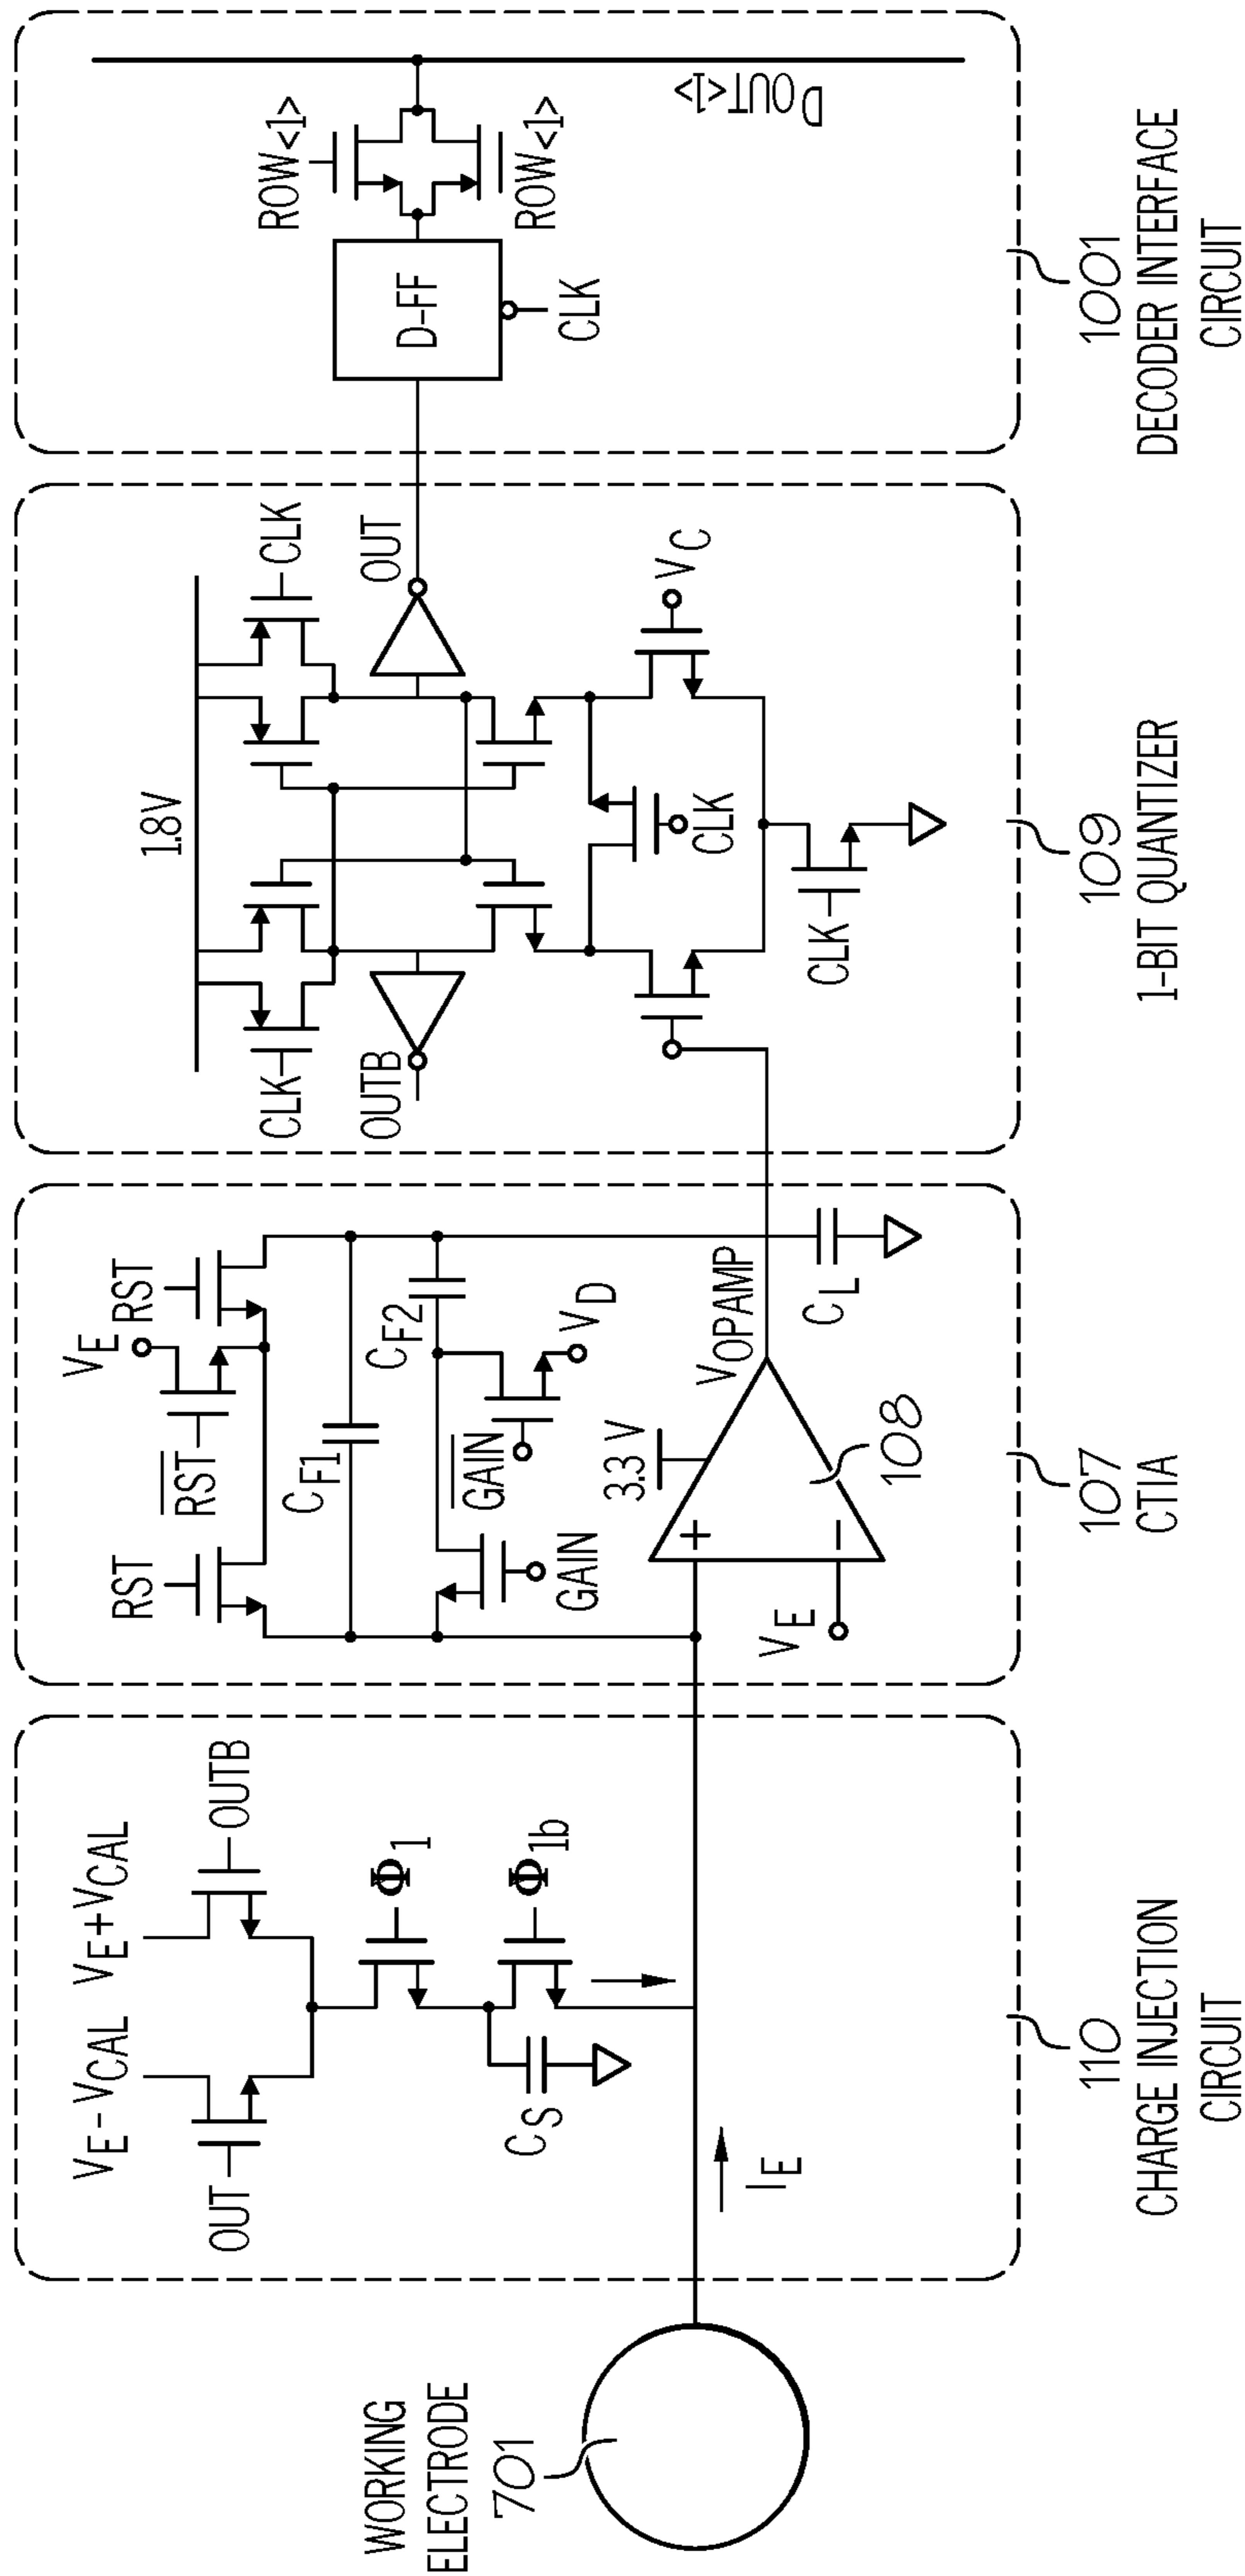 WORKING
ELECTRODE
701
V_E-V_CAL
V_E+V_CAL
OUT
OUTB
Φ1
Φ1b
C_S
I_E
110
CHARGE INJECTION
CIRCUIT
RST
V_E
RST
RST
C_F1
C_F2
GAIN
GAIN
V_D
3.3 V
V_OPAMP
+
−
V_E
108
C_L
107
CTIA
1.8V
CLK
CLK
OUTB
OUT
CLK
V_C
CLK
109
1-BIT QUANTIZER
D-FF
CLK
ROW<1>
ROW<1>
D_OUT<1>
1001
DECODER INTERFACE
CIRCUIT